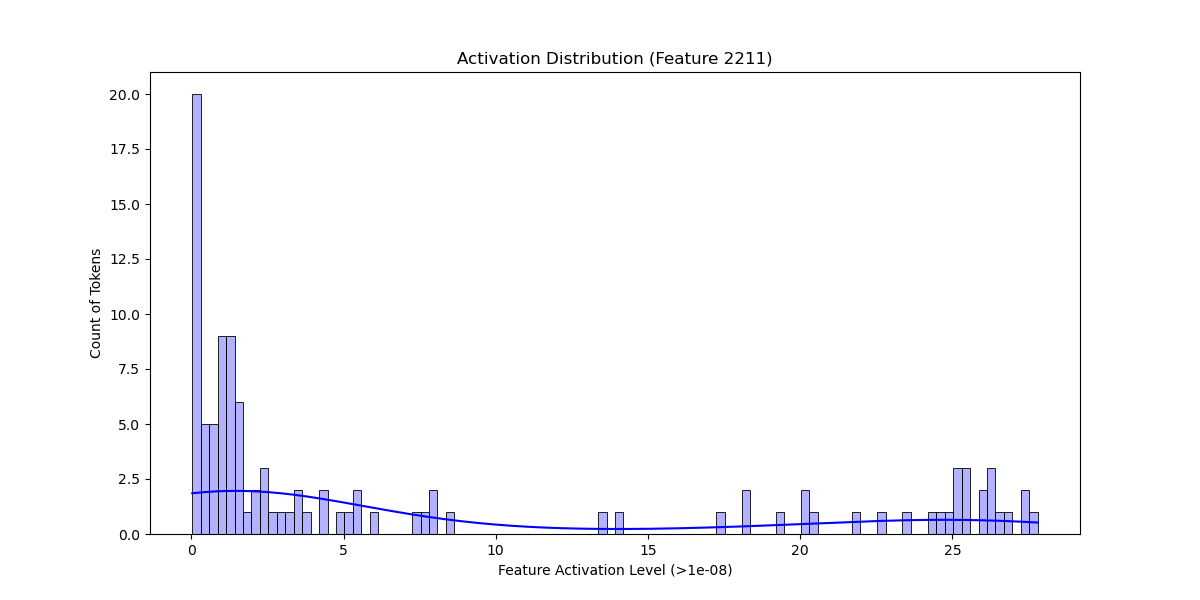 Activation Distribution (Feature 2211)
20.0
17.5
15.0
12.5
10.0
7.5
5.0
2.5
0.0
Count of Tokens
0 5 10 15 20 25
Feature Activation Level (>1e-08)